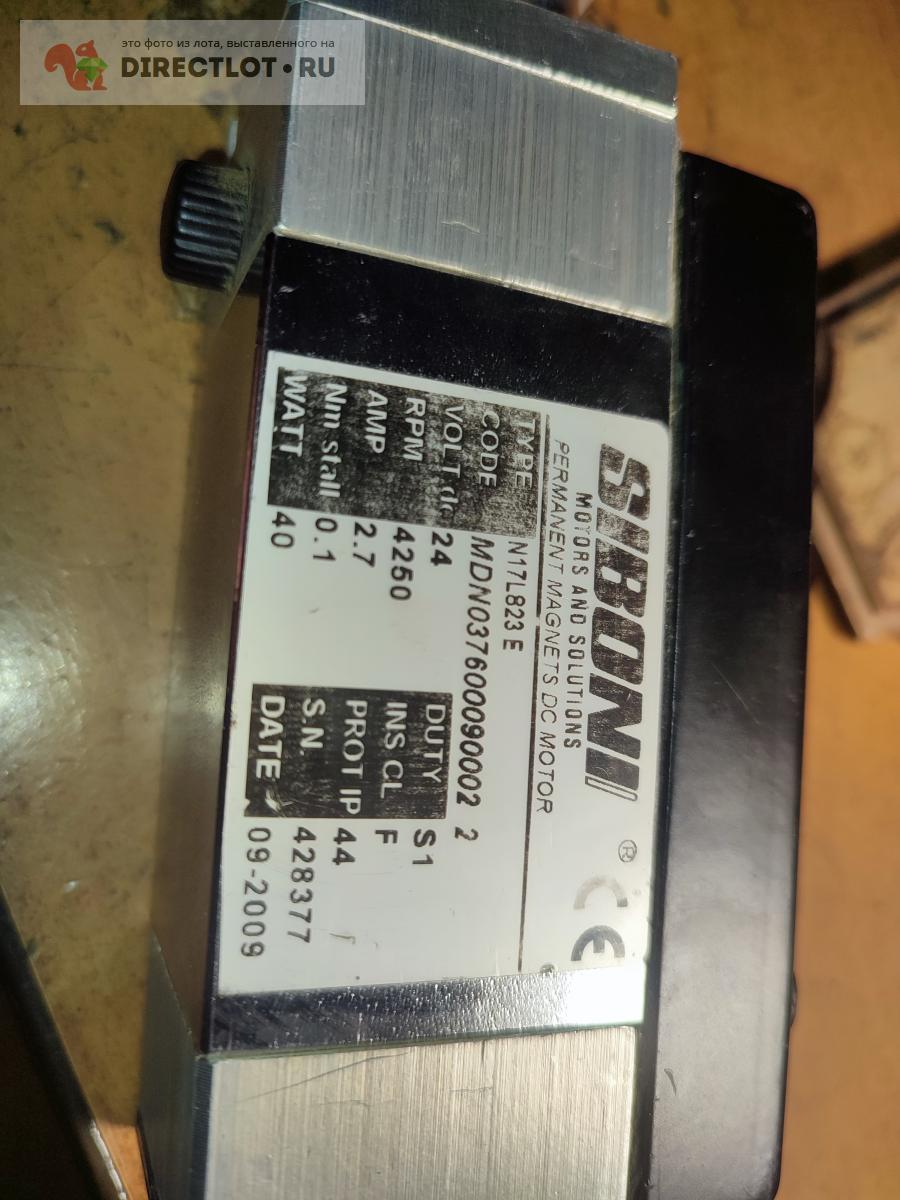 это фото из лота, выставленного на
DIRECTLOT•RU
SIBONI ®
MOTORS AND SOLUTIONS
PERMANENT MAGNETS DC MOTOR
CE
TYPE N17L823 E
CODE MDN0376000090002 2
VOLT dc 24 DUTY S1
RPM 4250 INS CL F
AMP 2.7 PROT IP 44
Nm stall 0.1 S.N. 428377
WATT 40 DATE 09-2009